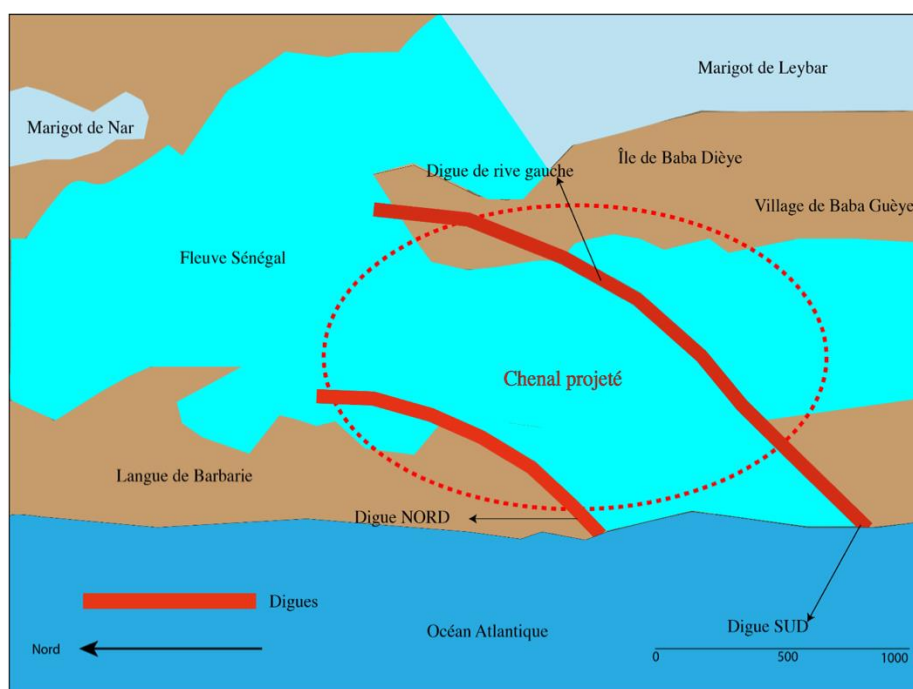 Marigot de Leybar
Marigot de Nar
Île de Baba Dièye
Digue de rive gauche
Village de Baba Guèye
Fleuve Sénégal
Chenal projeté
Langue de Barbarie
Digue NORD
Digues
Océan Atlantique
Digue SUD
Nord
0 500 1000